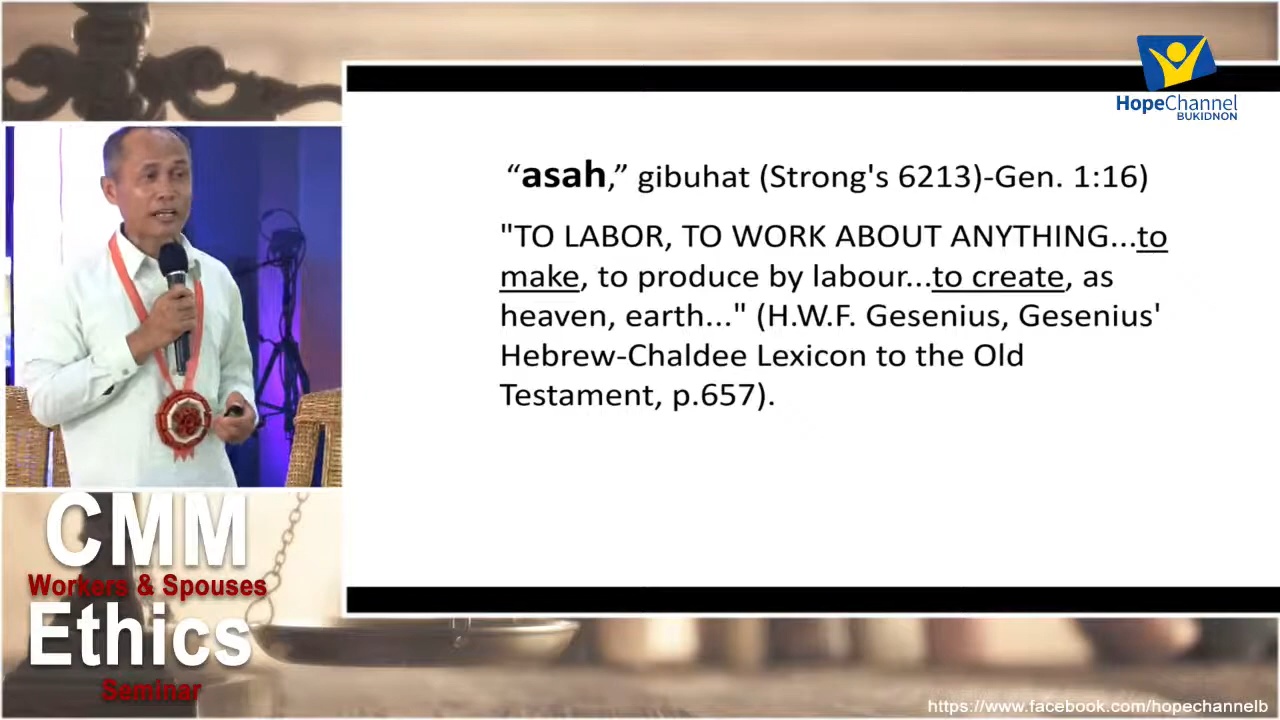 HopeChannel
BUKIDNON
“asah,” gibuhat (Strong's 6213)-Gen. 1:16)
"TO LABOR, TO WORK ABOUT ANYTHING...to
make, to produce by labour...to create, as
heaven, earth..." (H.W.F. Gesenius, Gesenius'
Hebrew-Chaldee Lexicon to the Old
Testament, p.657).
CMM
Workers & Spouses
Ethics
Seminar
https://www.facebook.com/hopechannelb